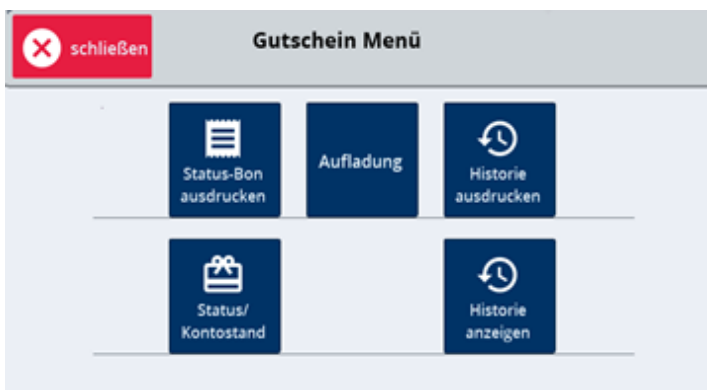 schließen
Gutschein Menü
Status-Bon
ausdrucken
Aufladung
Historie
ausdrucken
Status/
Kontostand
Historie
anzeigen